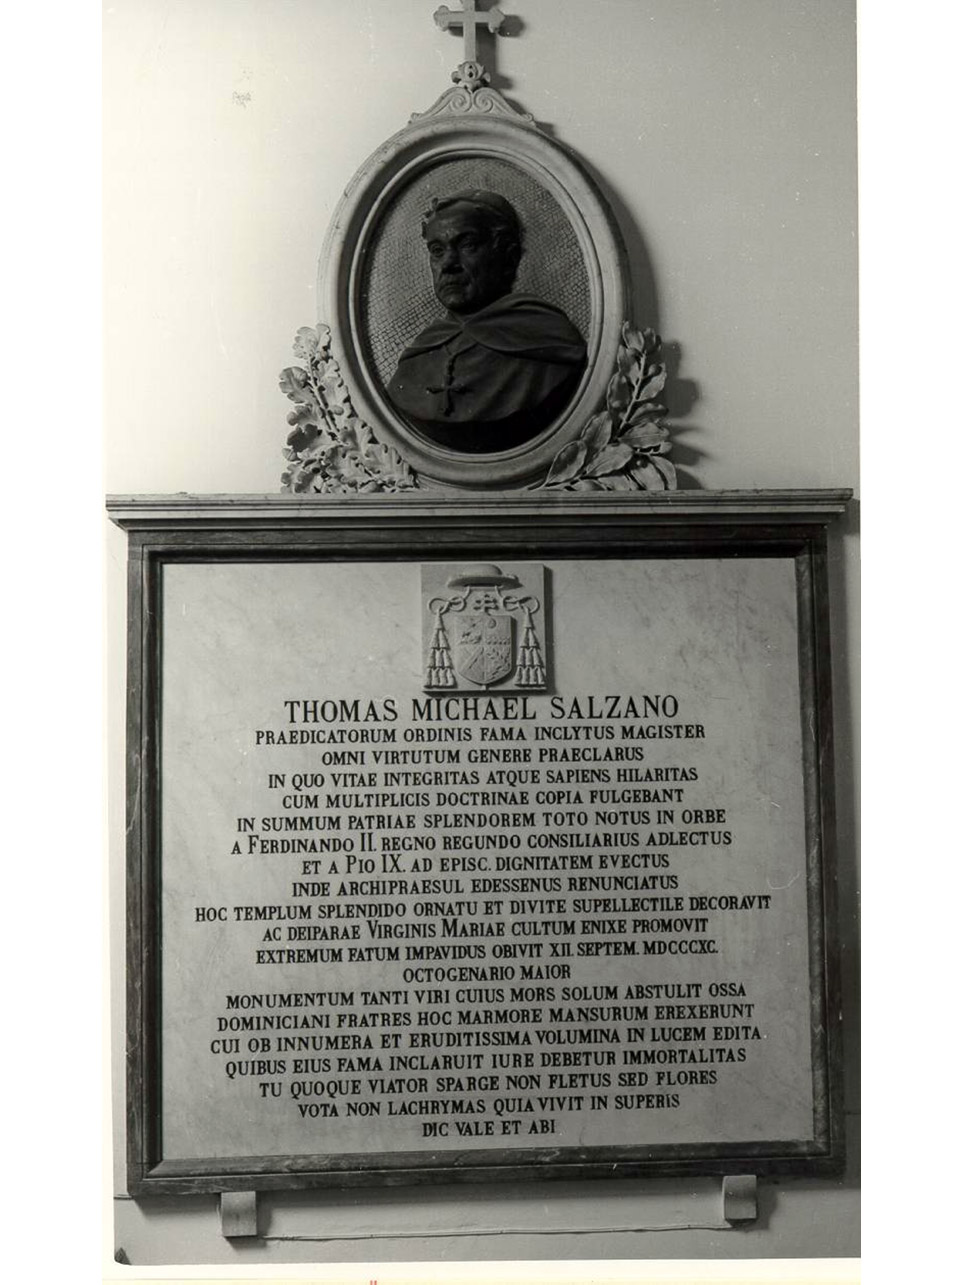 THOMAS MICHAEL SALZANO
PRAEDICATORUM ORDINIS FAMA INCLYTUS MAGISTER
OMNI VIRTUTUM GENERE PRAECLARUS
IN QUO VITAE INTEGRITAS ATQUE SAPIENS HILARITAS
CUM MULTIPLICIS DOCTRINAE COPIA FULGEBANT
IN SUMMUM PATRIAE SPLENDOREM TOTO NOTUS IN ORBE
A FERDINANDO II. REGNO REGUNDO CONSILIARIUS ADLECTUS
ET A PIO IX. AD EPISC. DIGNITATEM EVECTUS
INDE ARCHIPRAESUL EDESSENUS RENUNCIATUS
HOC TEMPLUM SPLENDIDO ORNATU ET DIVITE SUPELLECTILE DECORAVIT
AC DEIPARAE VIRGINIS MARIAE CULTUM ENIXE PROMOVIT
EXTREMUM FATUM IMPAVIDUS OBIVIT XII. SEPTEM. MDCCCXC.
OCTOGENARIO MAIOR
MONUMENTUM TANTI VIRI CUIUS MORS SOLUM ABSTULIT OSSA
DOMINICIANI FRATRES HOC MARMORE MANSURUM EREXERUNT
CUI OB INNUMERA ET ERUDITISSIMA VOLUMINA IN LUCEM EDITA
QUIBUS EIUS FAMA INCLARUIT IURE DEBETUR IMMORTALITAS
TU QUOQUE VIATOR SPARGE NON FLETUS SED FLORES
VOTA NON LACHRYMAS QUIA VIVIT IN SUPERIS
DIC VALE ET ABI